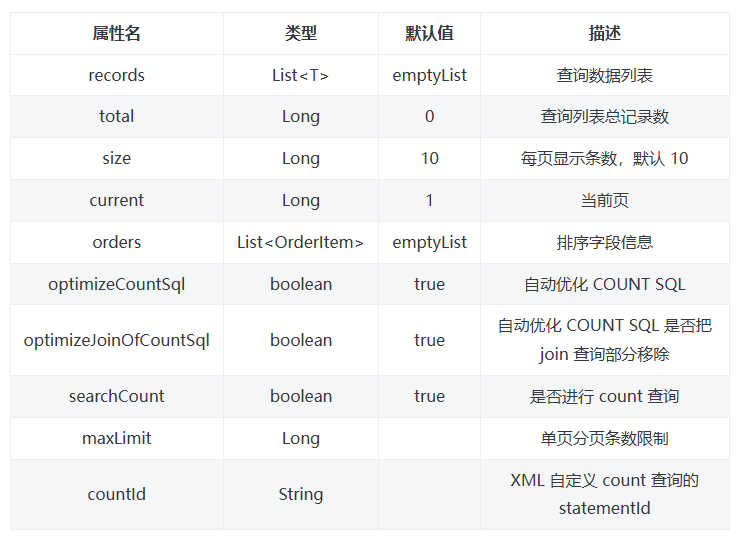 属性名 类型 默认值 描述
records List<T> emptyList 查询数据列表
total Long 0 查询列表总记录数
size Long 10 每页显示条数，默认 10
current Long 1 当前页
orders List<OrderItem> emptyList 排序字段信息
optimizeCountSql boolean true 自动优化 COUNT SQL
optimizeJoinOfCountSql boolean true 自动优化 COUNT SQL 是否把
join 查询部分移除
searchCount boolean true 是否进行 count 查询
maxLimit Long 单页分页条数限制
countId String XML 自定义 count 查询的
statementId